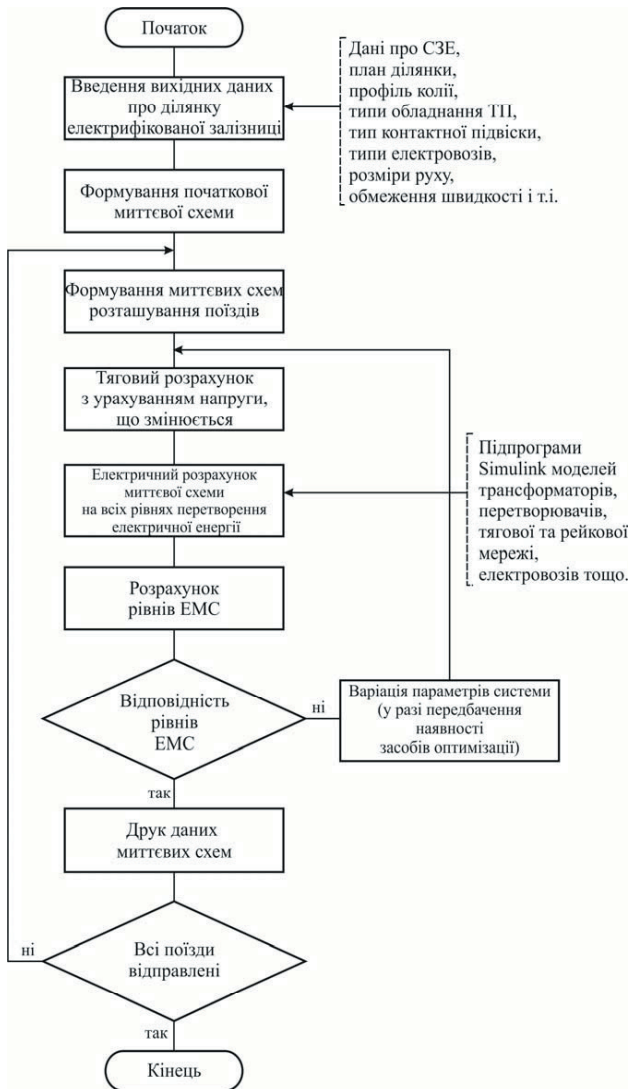 Початок
Введення вихідних даних
про ділянку
електрифікованої залізниці
Дані про СЗЕ,
план ділянки,
профіль колії,
типи обладнання ТП,
тип контактної підвіски,
типи електровозів,
розміри руху,
обмеження швидкості і т.і.
Формування початкової
миттєвої схеми
Формування миттєвих схем
розташування поїздів
Тяговий розрахунок
з урахуванням напруги,
що змінюється
Електричний розрахунок
миттєвої схеми
на всіх рівнях перетворення
електричної енергії
Підпрограми
Simulink моделей
трансформаторів,
перетворювачів,
тягової та рейкової
мережі,
електровозів тощо.
Розрахунок
рівнів ЕМС
Відповідність
рівнів
ЕМС
ні
Варіація параметрів системи
(у разі передбачення
наявності
засобів оптимізації)
так
Друк даних
миттєвих схем
ні
Всі поїзди
відправлені
так
Кінець